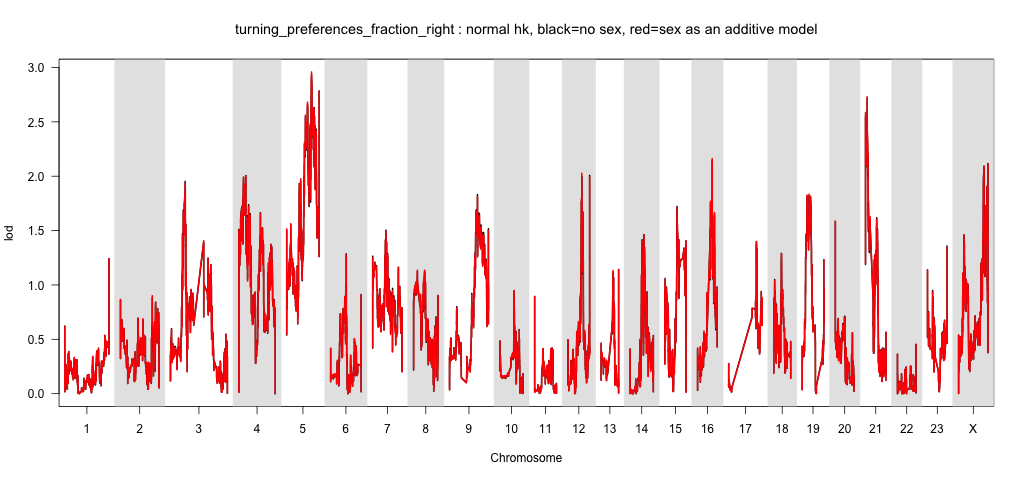 turning_preferences_fraction_right : normal hk, black=no sex, red=sex as an additive model
3.0
2.5
2.0
1.5
1.0
0.5
0.0
lod
1 2 3 4 5 6 7 8 9 10 11 12 13 14 15 16 17 18 19 20 21 22 23 X
Chromosome